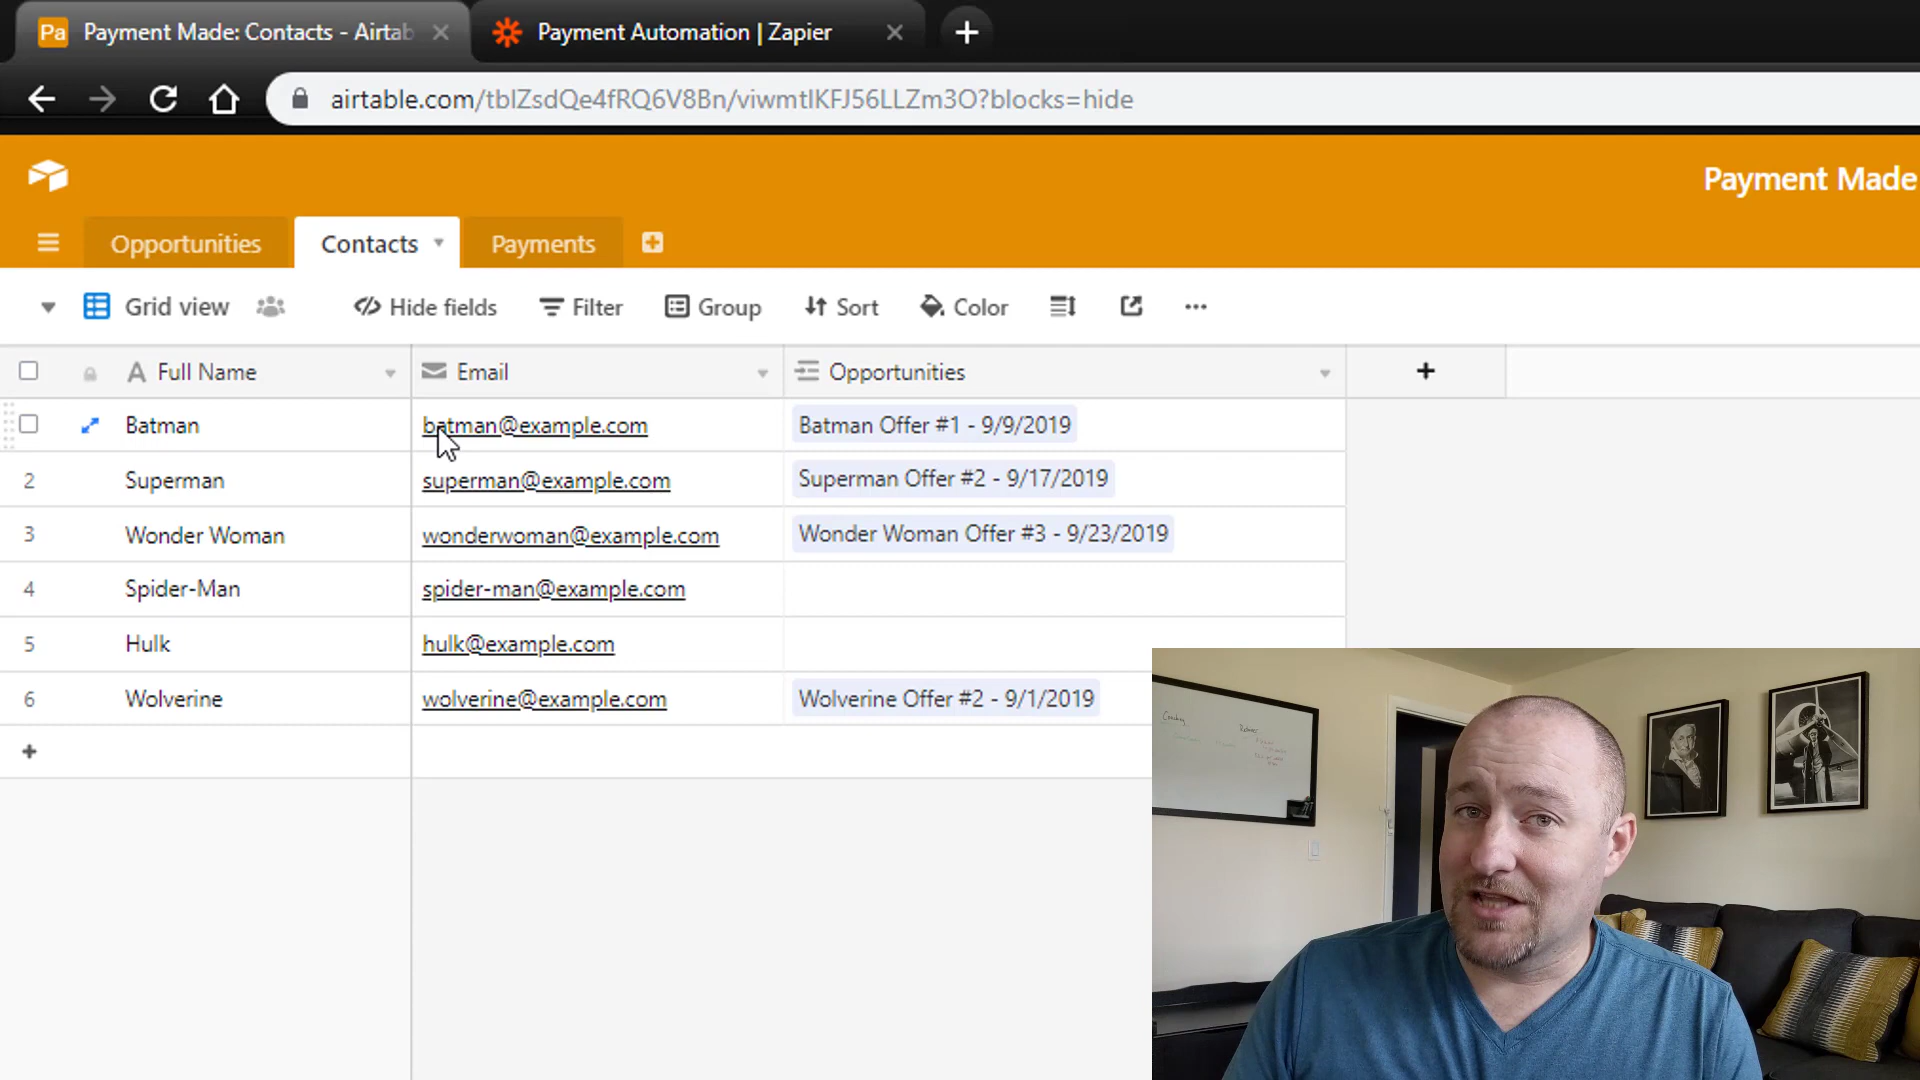 Pa Payment Made: Contacts - Airtab
Payment Automation | Zapier
airtable.com/tblZsdQe4fRQ6V8Bn/viwmtIKFJ56LLZm3O?blocks=hide
Payment Made
Opportunities Contacts Payments
Grid view Hide fields Filter Group Sort Color
A Full Name Email Opportunities
Batman batman@example.com Batman Offer #1 - 9/9/2019
2 Superman superman@example.com Superman Offer #2 - 9/17/2019
3 Wonder Woman wonderwoman@example.com Wonder Woman Offer #3 - 9/23/2019
4 Spider-Man spider-man@example.com
5 Hulk hulk@example.com
6 Wolverine wolverine@example.com Wolverine Offer #2 - 9/1/2019
Coaching